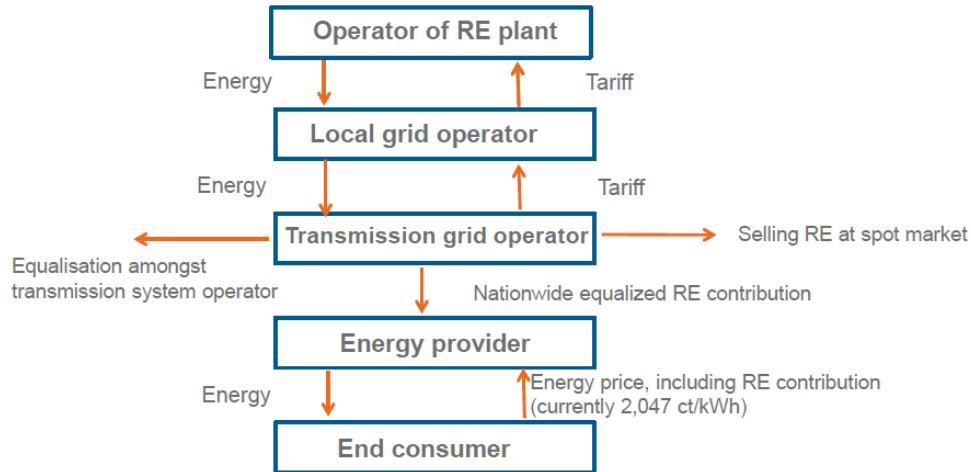 Operator of RE plant
Energy
Tariff
Local grid operator
Energy
Tariff
Transmission grid operator
Selling RE at spot market
Equalisation amongst
transmission system operator
Nationwide equalized RE contribution
Energy provider
Energy
Energy price, including RE contribution
(currently 2,047 ct/kWh)
End consumer